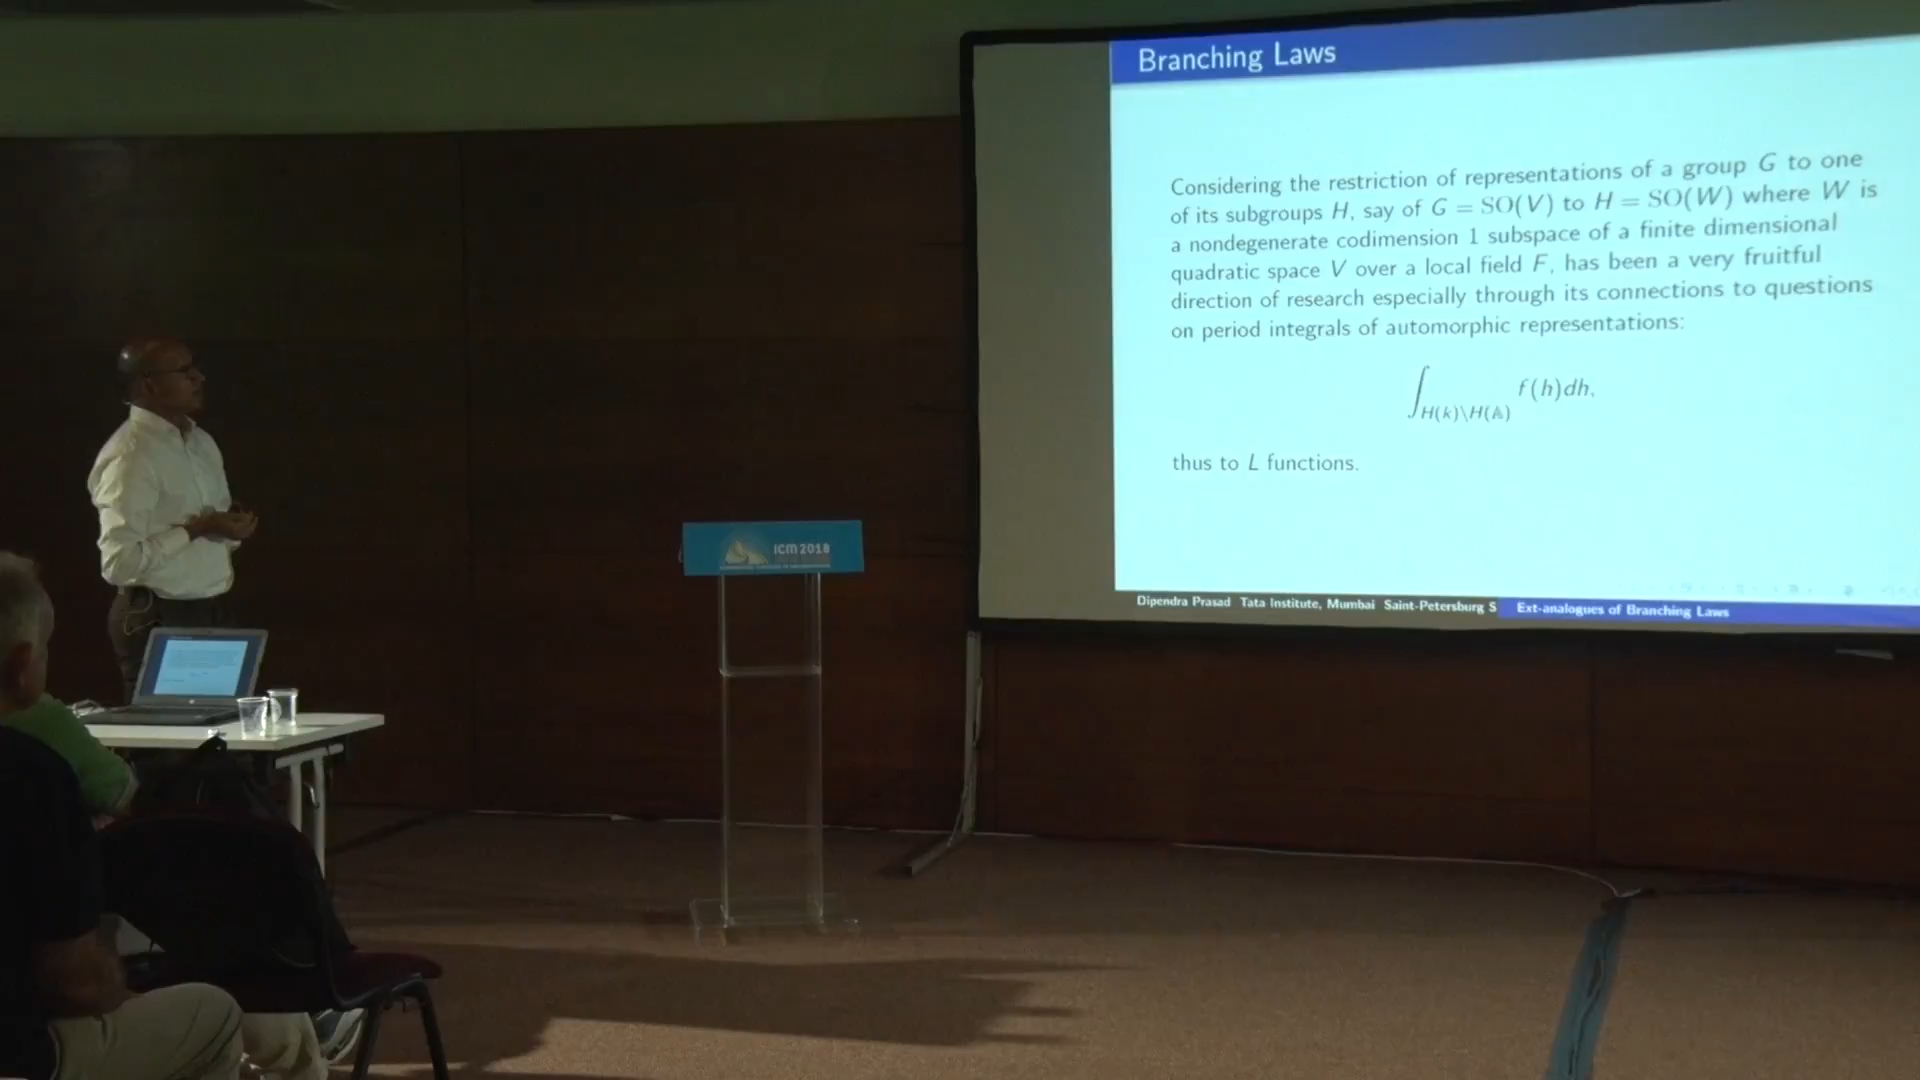 Branching Laws
Considering the restriction of representations of a group G to one
of its subgroups H, say of G = SO(V) to H = SO(W) where W is
a nondegenerate codimension 1 subspace of a finite dimensional
quadratic space V over a local field F, has been a very fruitful
direction of research especially through its connections to questions
on period integrals of automorphic representations:
∫_{H(k)\H(𝔸)} f(h)dh,
thus to L functions.
Dipendra Prasad Tata Institute, Mumbai Saint-Petersburg S
Ext-analogues of Branching Laws
ICM 2018